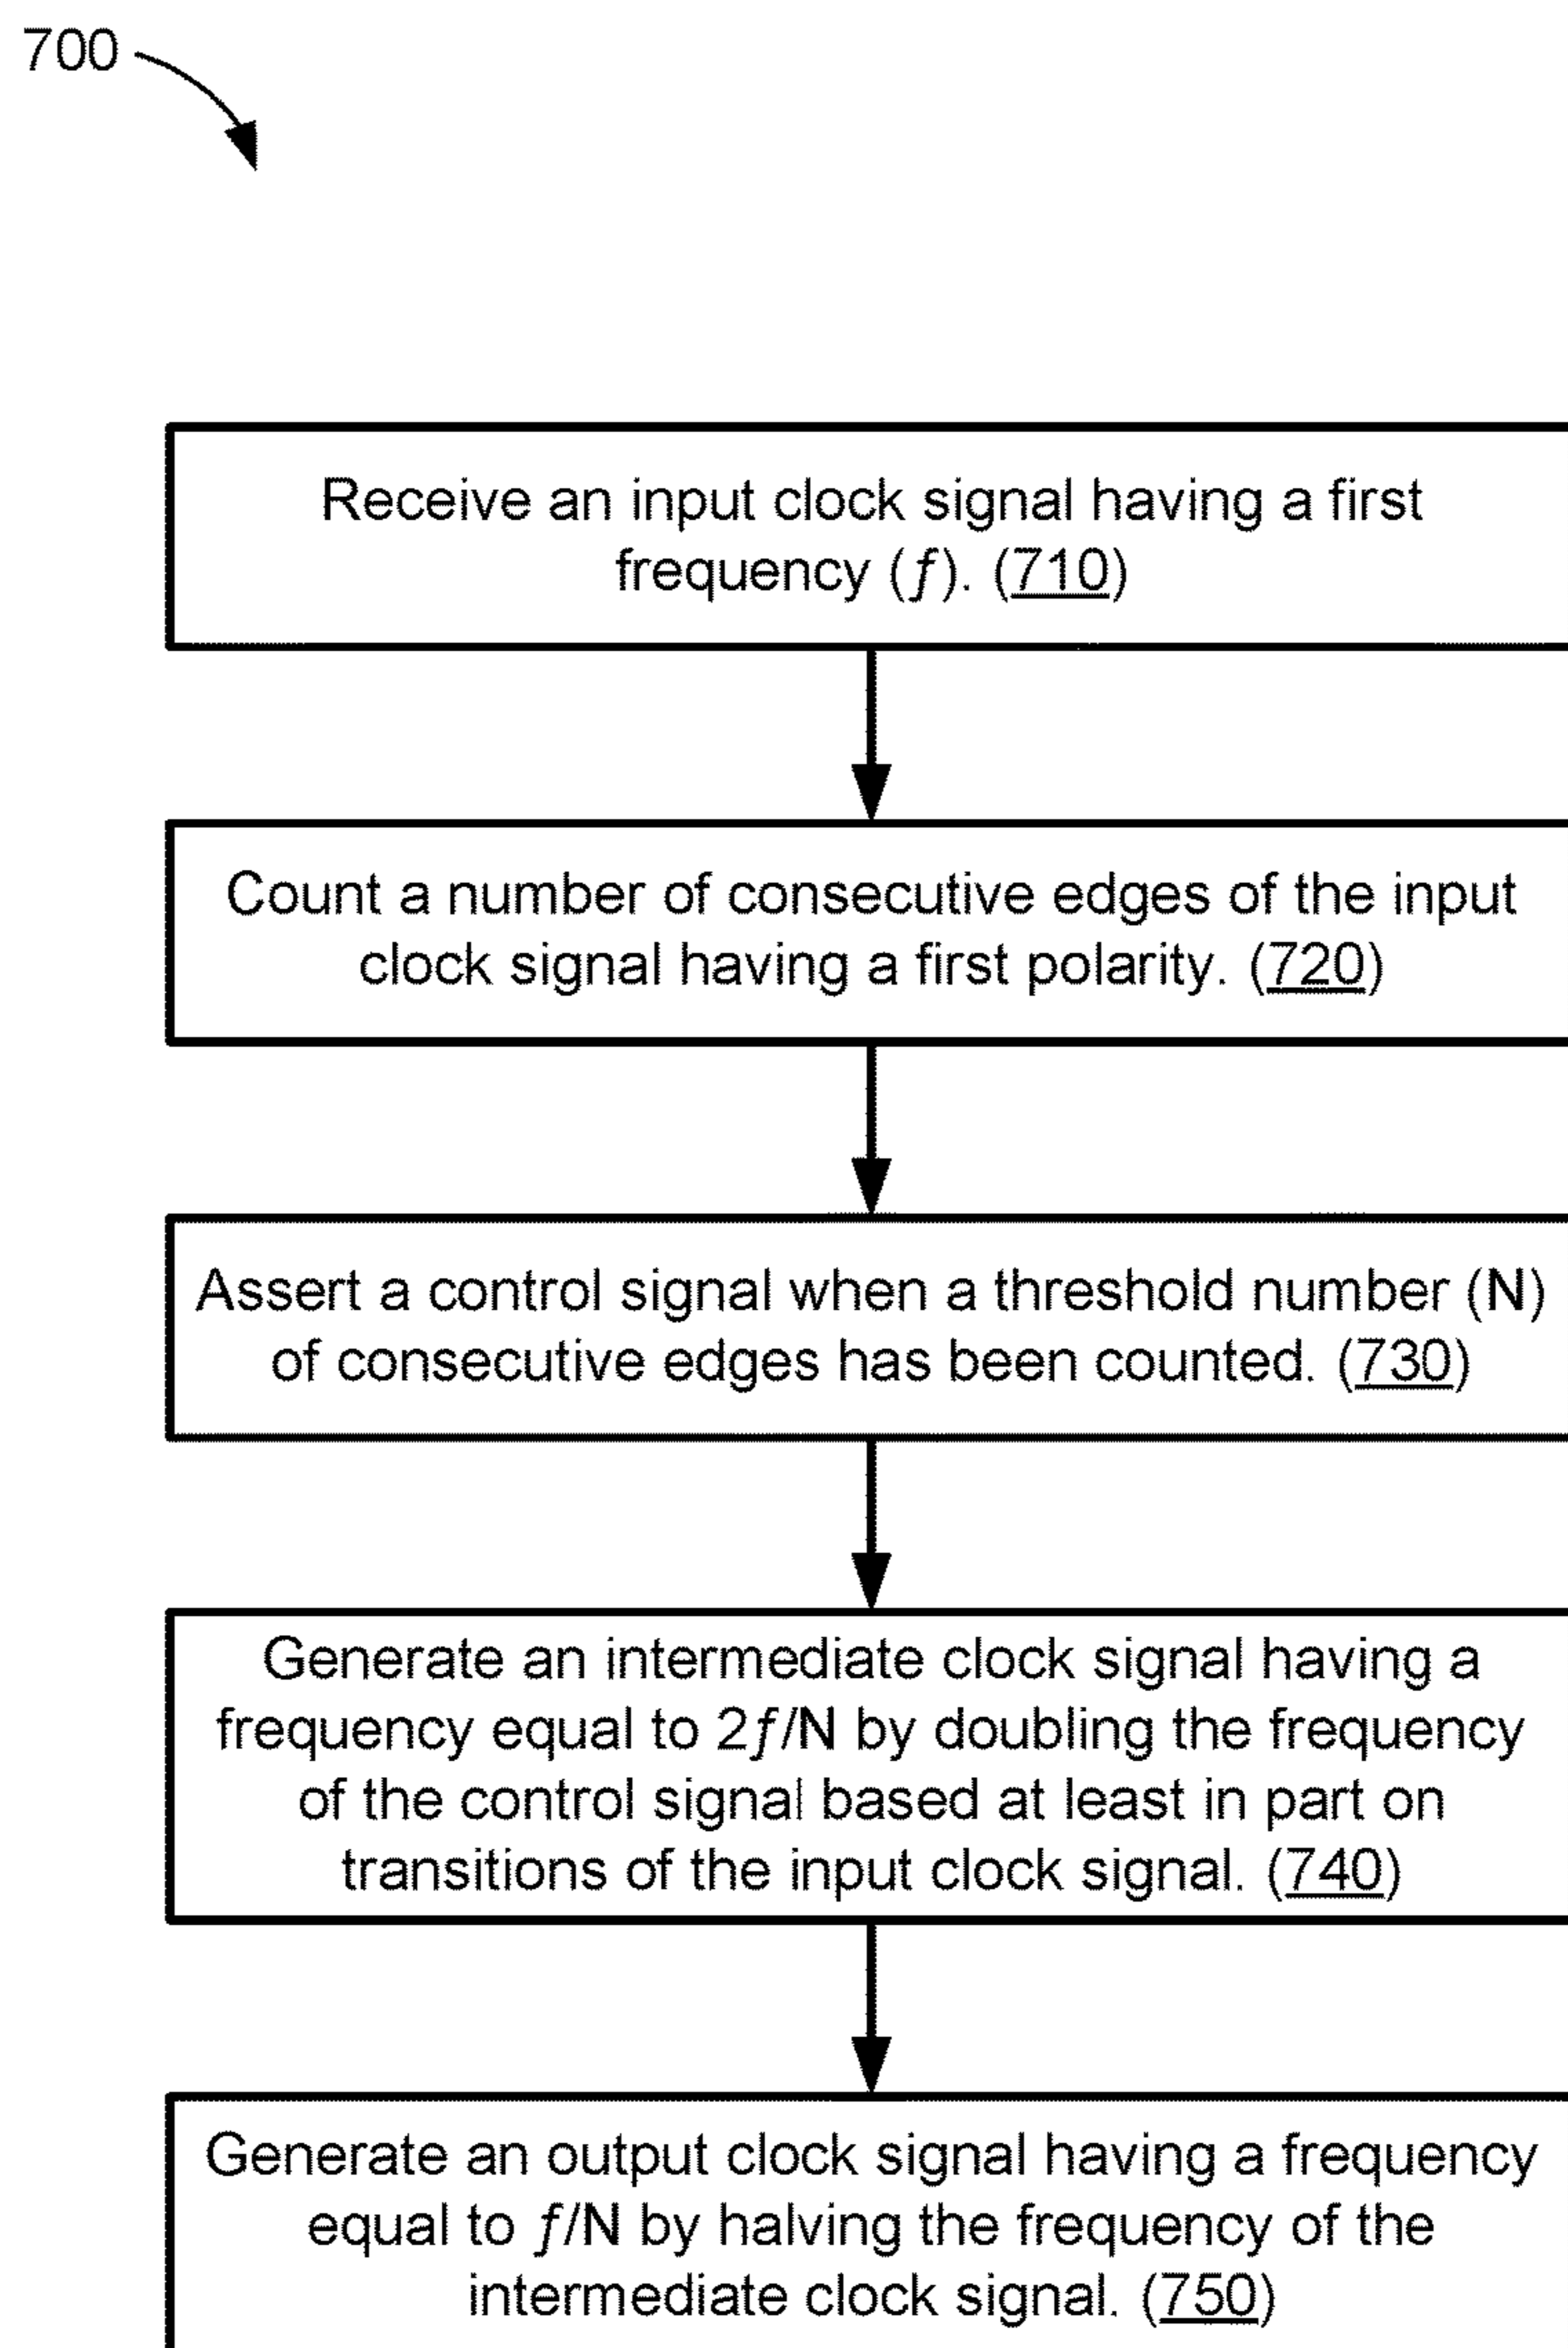 700
Receive an input clock signal having a first
frequency (ƒ). (710)
Count a number of consecutive edges of the input
clock signal having a first polarity. (720)
Assert a control signal when a threshold number (N)
of consecutive edges has been counted. (730)
Generate an intermediate clock signal having a
frequency equal to 2ƒ/N by doubling the frequency
of the control signal based at least in part on
transitions of the input clock signal. (740)
Generate an output clock signal having a frequency
equal to ƒ/N by halving the frequency of the
intermediate clock signal. (750)